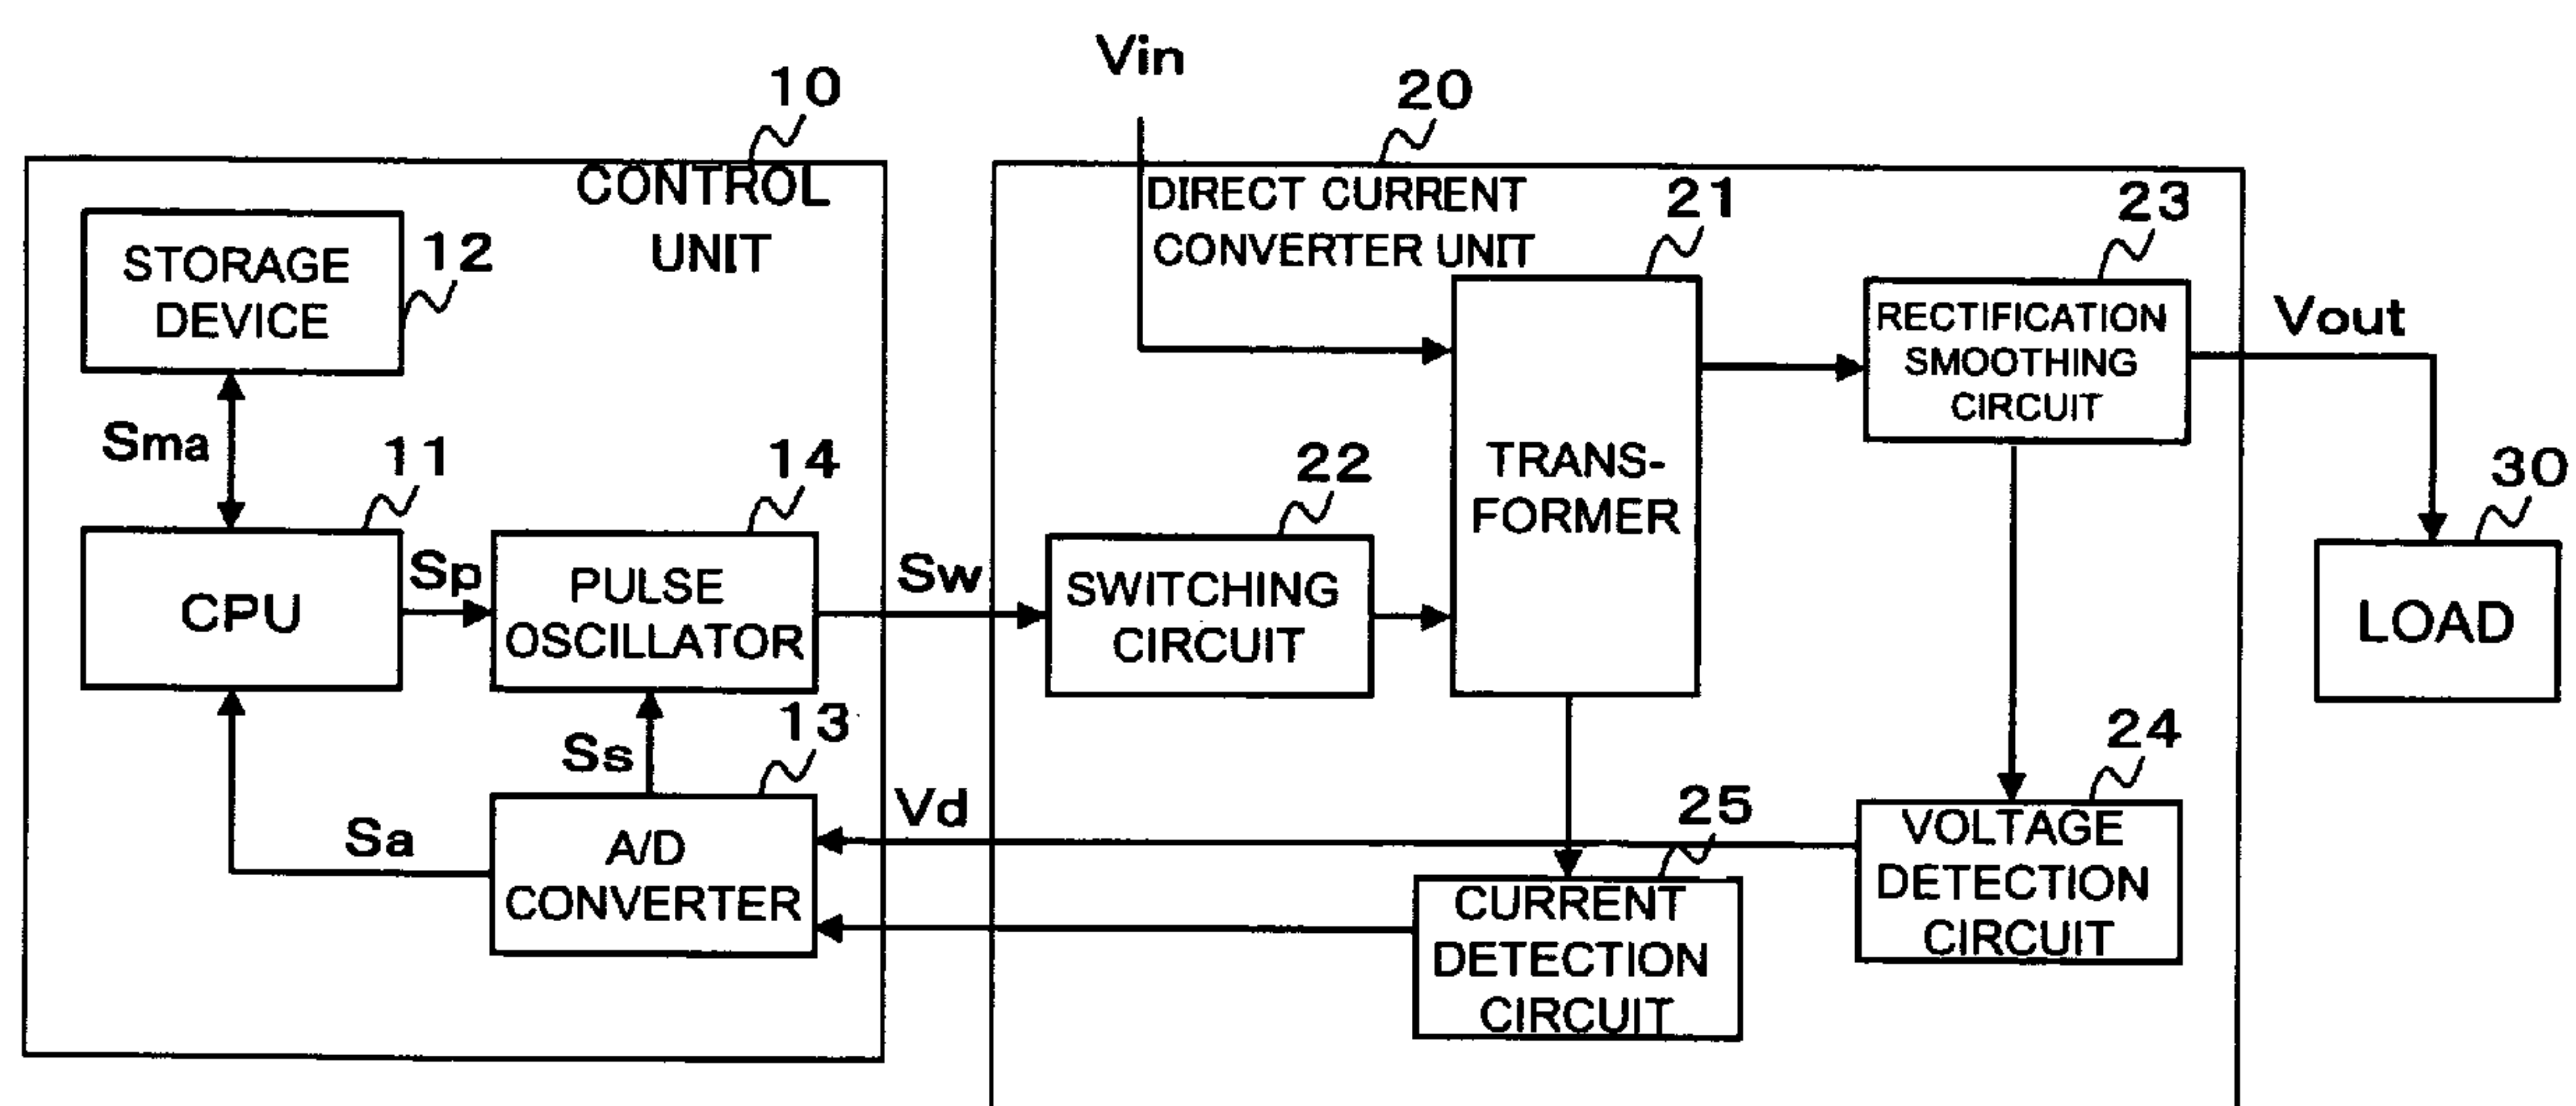 Vin
10
20
CONTROL
UNIT
DIRECT CURRENT
CONVERTER UNIT
21
23
STORAGE
DEVICE
12
RECTIFICATION
SMOOTHING
CIRCUIT
Vout
Sma
11
14
22
TRANS-
FORMER
30
CPU
Sp
PULSE
OSCILLATOR
Sw
SWITCHING
CIRCUIT
LOAD
Ss
13
24
Sa
A/D
CONVERTER
Vd
25
VOLTAGE
DETECTION
CIRCUIT
CURRENT
DETECTION
CIRCUIT